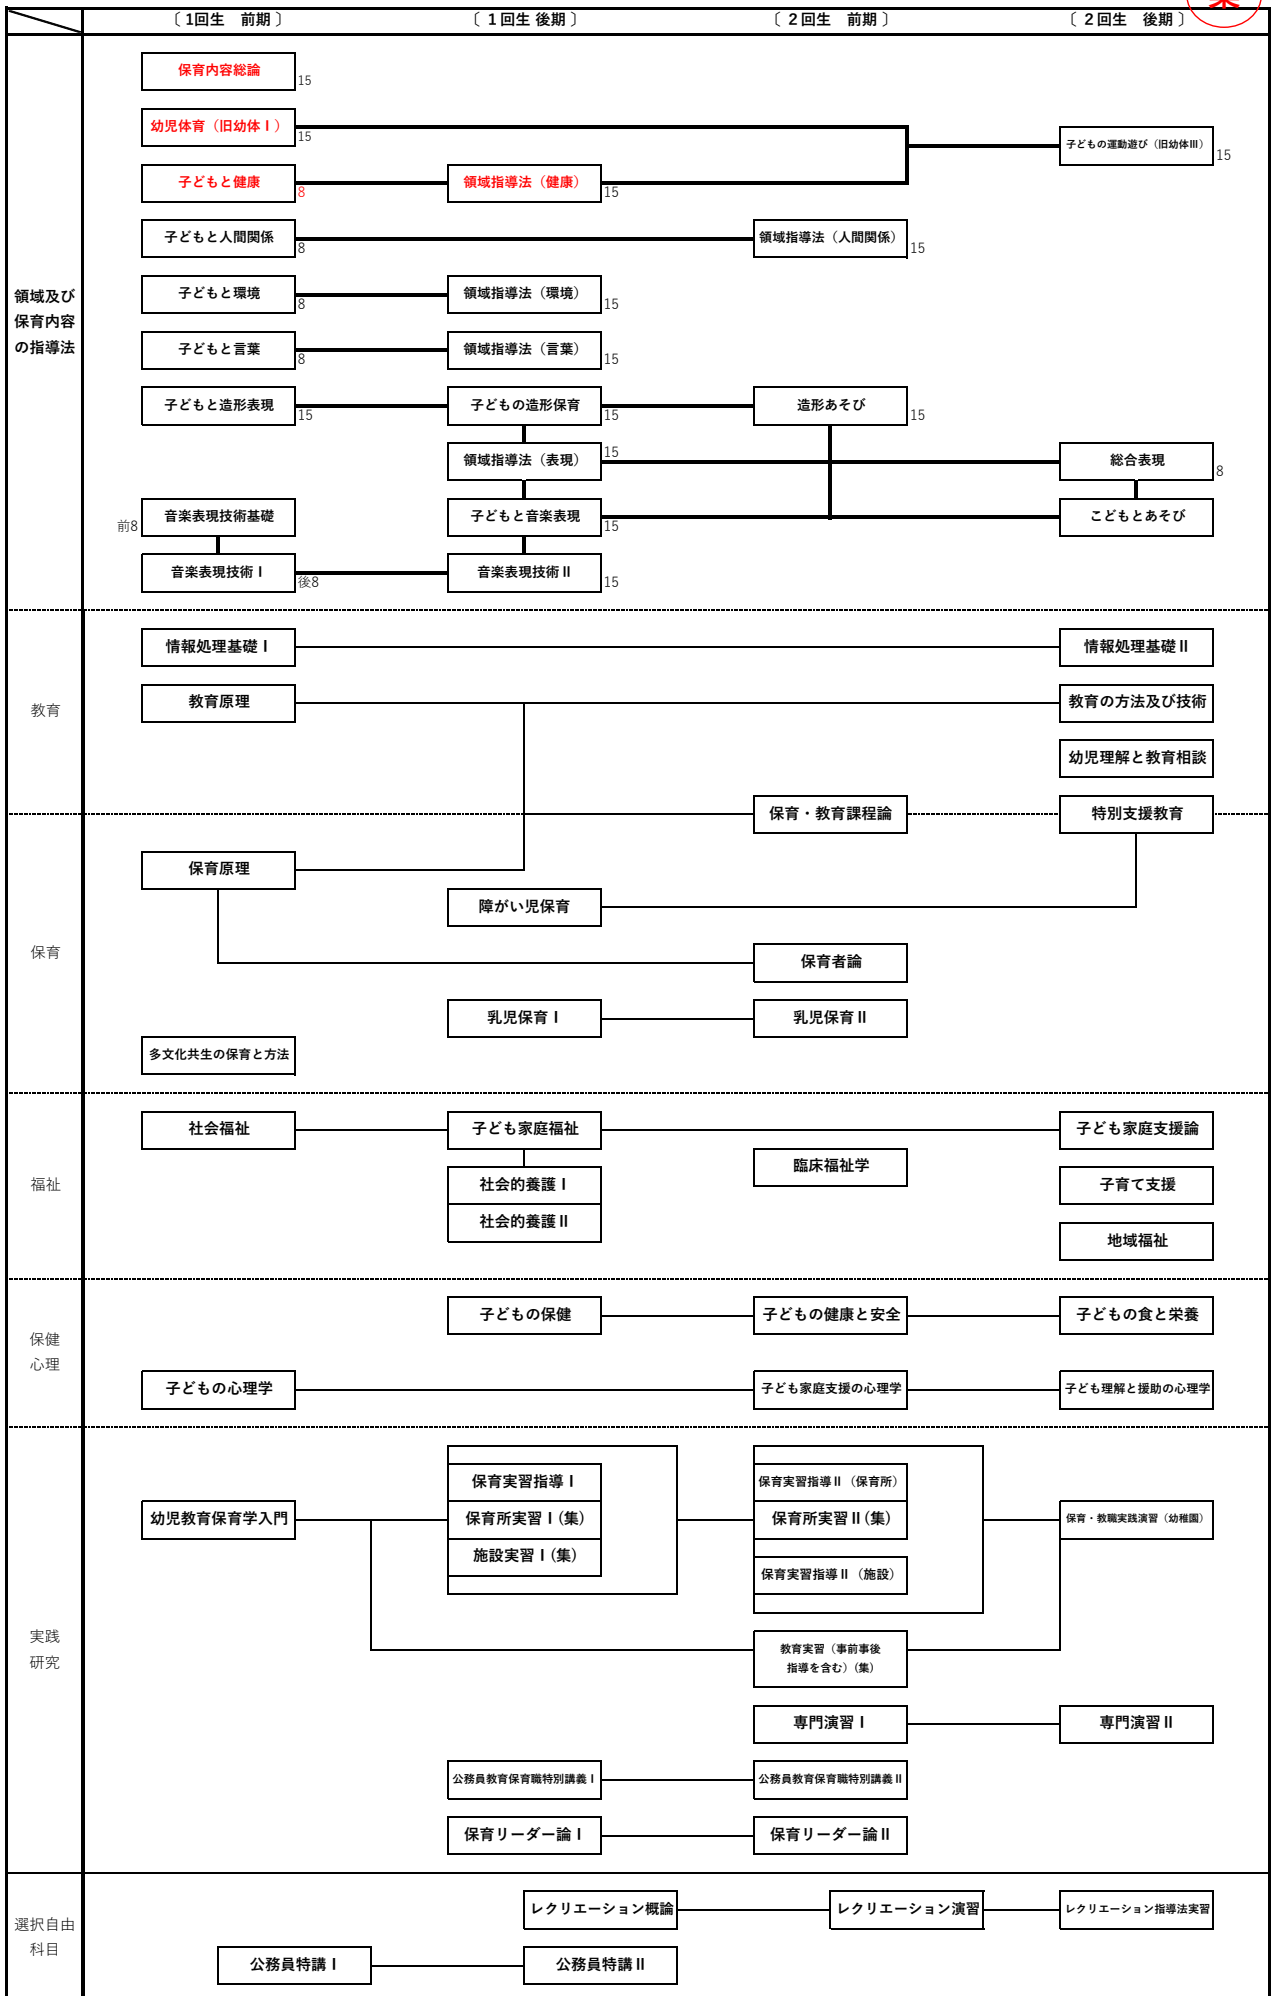 〔 1回生　前期 〕
〔 1回生 後期 〕
〔 2回生　前期 〕
〔 2回生　後期 〕
案
領域及び
保育内容
の指導法
保育内容総論
15
幼児体育（旧幼体Ⅰ）
15
子どもの運動遊び（旧幼体Ⅲ）
15
子どもと健康
8
領域指導法（健康）
15
子どもと人間関係
8
領域指導法（人間関係）
15
子どもと環境
8
領域指導法（環境）
15
子どもと言葉
8
領域指導法（言葉）
15
子どもと造形表現
15
子どもの造形保育
15
造形あそび
15
領域指導法（表現）
15
総合表現
8
前8
音楽表現技術基礎
子どもと音楽表現
15
こどもとあそび
音楽表現技術Ⅰ
後8
音楽表現技術Ⅱ
15
教育
情報処理基礎Ⅰ
情報処理基礎Ⅱ
教育原理
教育の方法及び技術
幼児理解と教育相談
保育・教育課程論
特別支援教育
保育
保育原理
障がい児保育
保育者論
乳児保育Ⅰ
乳児保育Ⅱ
多文化共生の保育と方法
福祉
社会福祉
子ども家庭福祉
子ども家庭支援論
臨床福祉学
社会的養護Ⅰ
子育て支援
社会的養護Ⅱ
地域福祉
保健
心理
子どもの保健
子どもの健康と安全
子どもの食と栄養
子どもの心理学
子ども家庭支援の心理学
子ども理解と援助の心理学
実践
研究
保育実習指導Ⅰ
保育実習指導Ⅱ（保育所）
幼児教育保育学入門
保育所実習Ⅰ(集)
保育所実習Ⅱ(集)
保育・教職実践演習（幼稚園）
施設実習Ⅰ(集)
保育実習指導Ⅱ（施設）
教育実習（事前事後
指導を含む）(集)
専門演習Ⅰ
専門演習Ⅱ
公務員教育保育職特別講義Ⅰ
公務員教育保育職特別講義Ⅱ
保育リーダー論Ⅰ
保育リーダー論Ⅱ
選択自由
科目
レクリエーション概論
レクリエーション演習
レクリエーション指導法実習
公務員特講Ⅰ
公務員特講Ⅱ